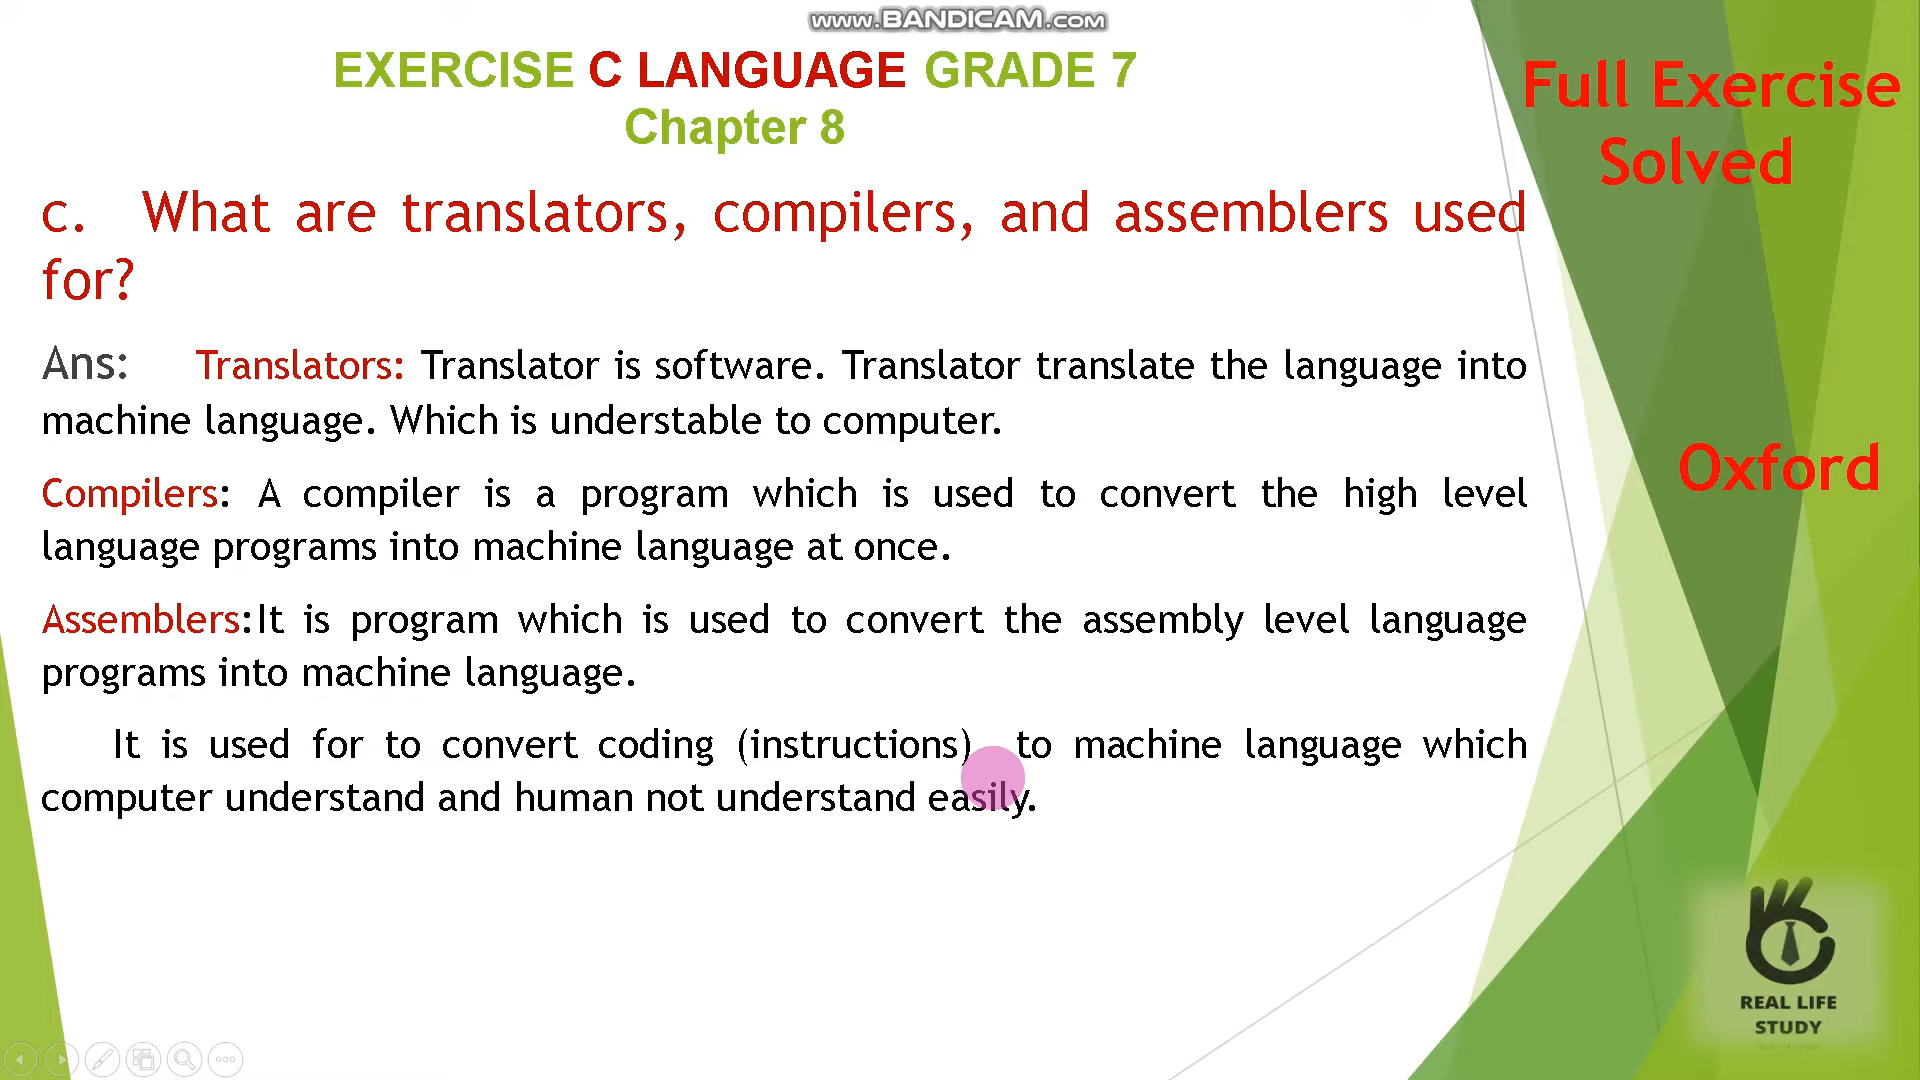 www.BANDICAM.com
EXERCISE C LANGUAGE GRADE 7
Chapter 8
Full Exercise
Solved
c. What are translators, compilers, and assemblers used
for?
Ans: Translators: Translator is software. Translator translate the language into
machine language. Which is understable to computer.
Oxford
Compilers: A compiler is a program which is used to convert the high level
language programs into machine language at once.
Assemblers:It is program which is used to convert the assembly level language
programs into machine language.
It is used for to convert coding (instructions) to machine language which
computer understand and human not understand easily.
REAL LIFE
STUDY